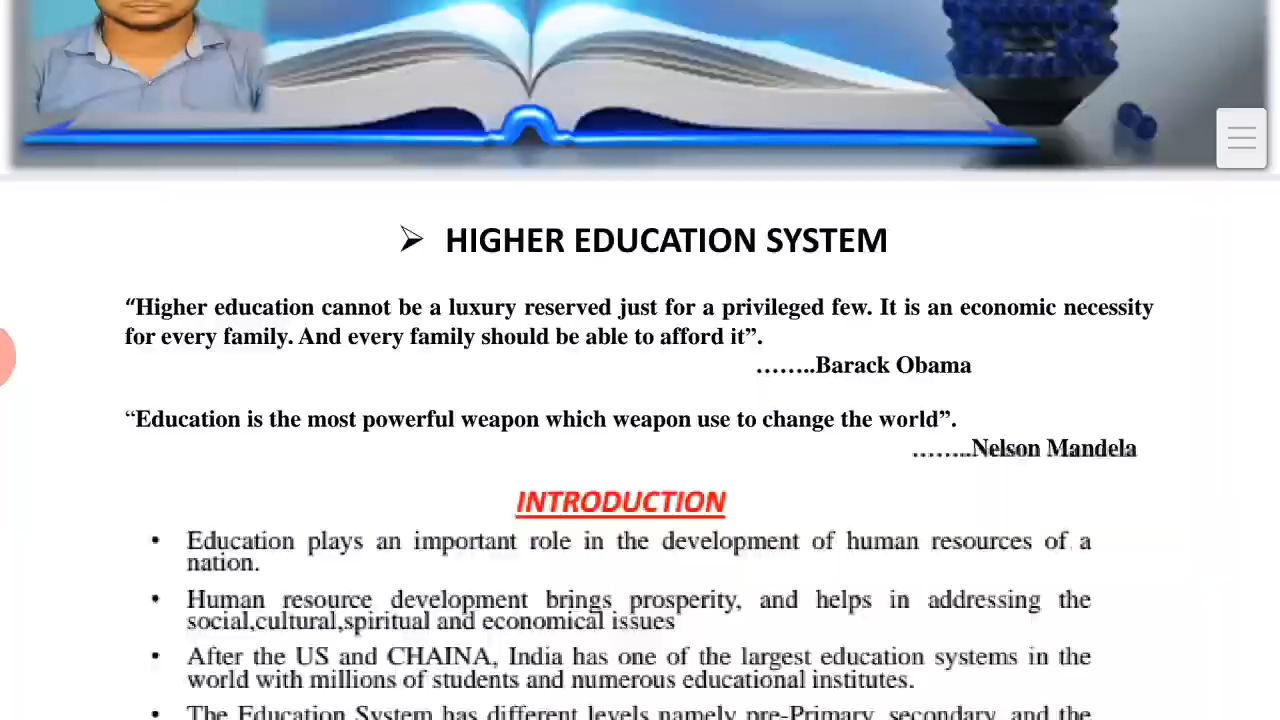 ➢ HIGHER EDUCATION SYSTEM
“Higher education cannot be a luxury reserved just for a privileged few. It is an economic necessity
for every family. And every family should be able to afford it”.
……..Barack Obama
“Education is the most powerful weapon which weapon use to change the world”.
……..Nelson Mandela
INTRODUCTION
• Education plays an important role in the development of human resources of a
nation.
• Human resource development brings prosperity, and helps in addressing the
social,cultural,spiritual and economical issues
• After the US and CHAINA, India has one of the largest education systems in the
world with millions of students and numerous educational institutes.
• The Education System has different levels namely pre-Primary, secondary, and the